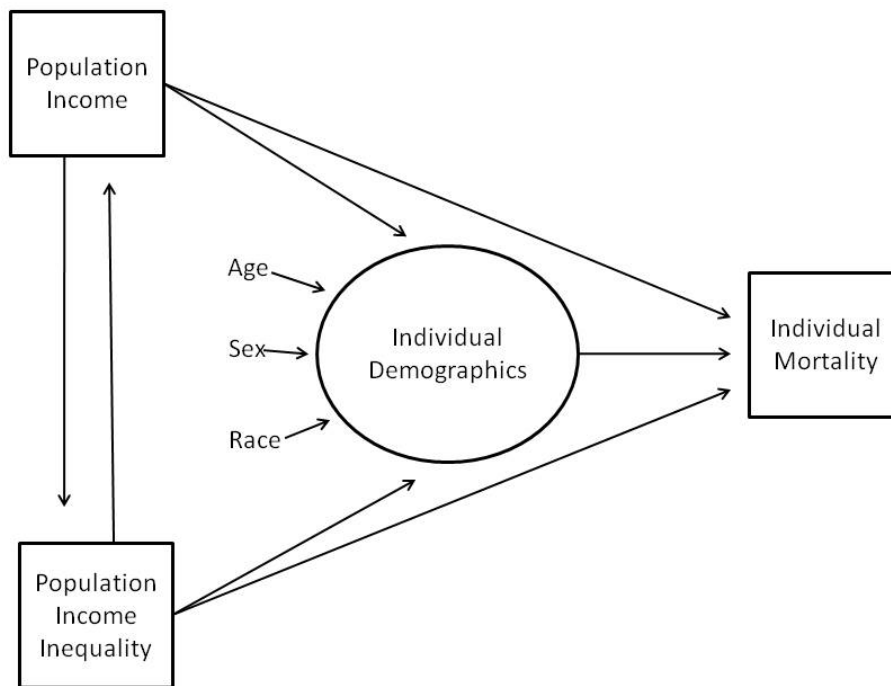 Population
Income
Age
Sex
Race
Individual
Demographics
Individual
Mortality
Population
Income
Inequality